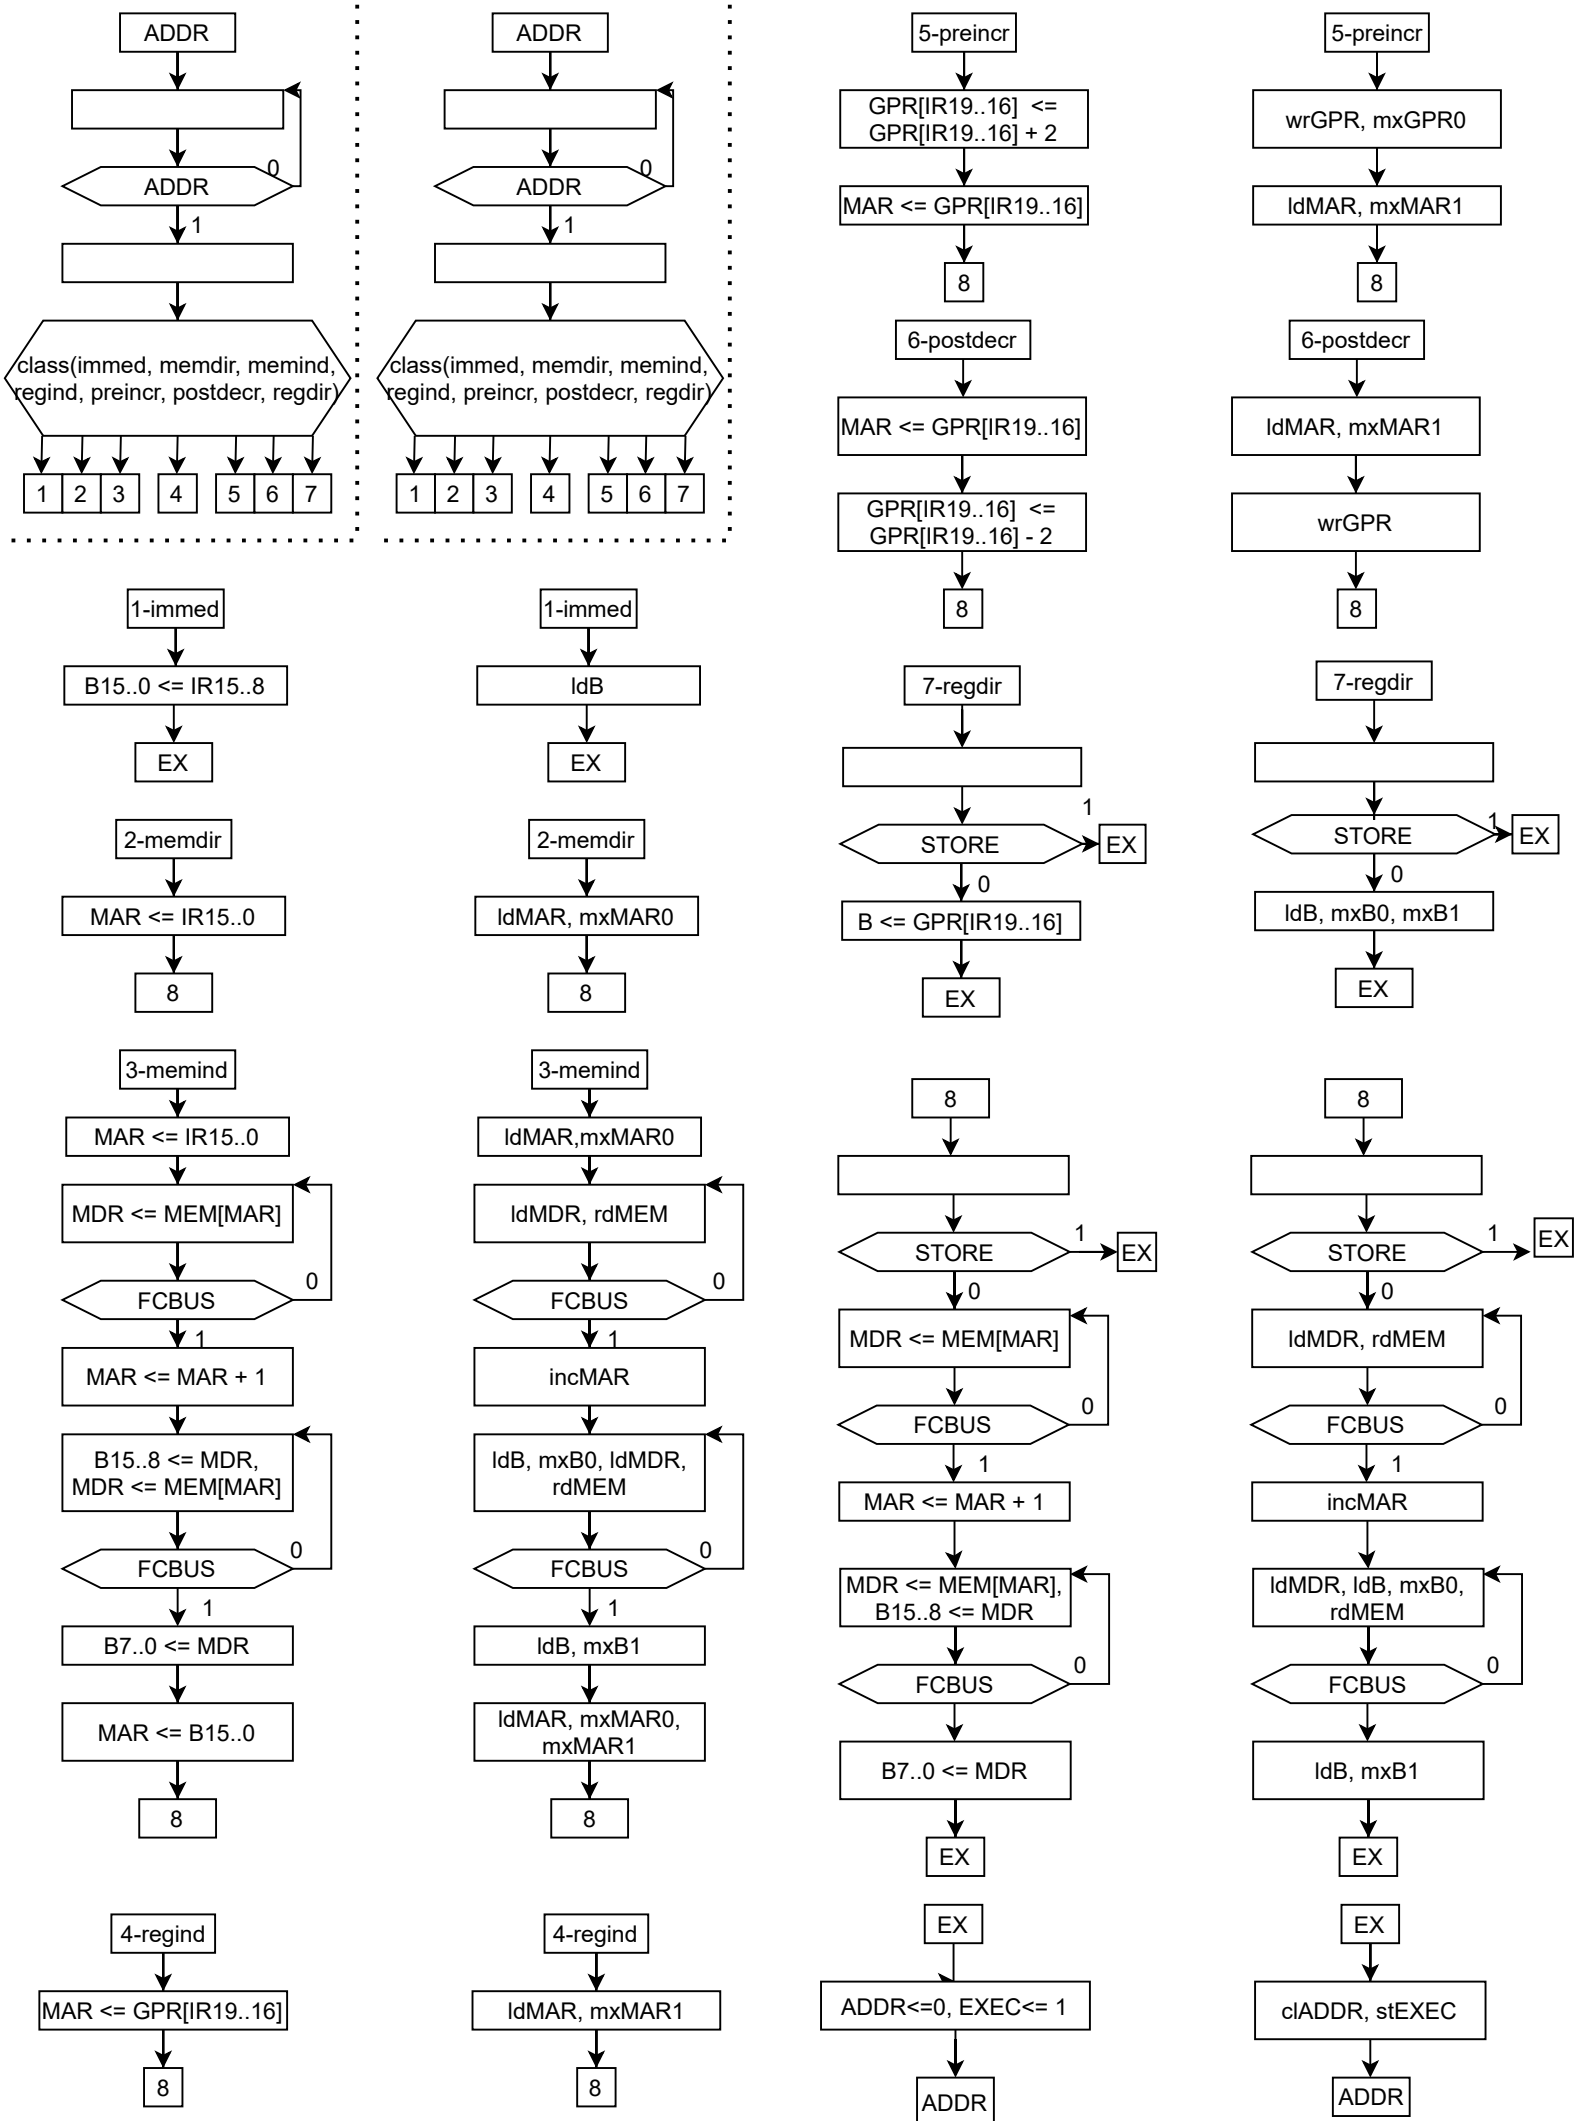 ADDR
ADDR
0
1
class(immed, memdir, memind,
regind, preincr, postdecr, regdir)
1 2 3 4 5 6 7
1-immed
B15..0 <= IR15..8
EX
2-memdir
MAR <= IR15..0
8
3-memind
MAR <= IR15..0
MDR <= MEM[MAR]
0
FCBUS
1
MAR <= MAR + 1
B15..8 <= MDR,
MDR <= MEM[MAR]
0
FCBUS
1
B7..0 <= MDR
MAR <= B15..0
8
4-regind
MAR <= GPR[IR19..16]
8
ADDR
ADDR
0
1
class(immed, memdir, memind,
regind, preincr, postdecr, regdir)
1 2 3 4 5 6 7
1-immed
ldB
EX
2-memdir
ldMAR, mxMAR0
8
3-memind
ldMAR,mxMAR0
ldMDR, rdMEM
0
FCBUS
1
incMAR
ldB, mxB0, ldMDR,
rdMEM
0
FCBUS
1
ldB, mxB1
ldMAR, mxMAR0,
mxMAR1
8
4-regind
ldMAR, mxMAR1
8
5-preincr
GPR[IR19..16] <=
GPR[IR19..16] + 2
MAR <= GPR[IR19..16]
8
6-postdecr
MAR <= GPR[IR19..16]
GPR[IR19..16] <=
GPR[IR19..16] - 2
8
7-regdir
1
STORE
EX
0
B <= GPR[IR19..16]
EX
8
1
STORE
EX
0
MDR <= MEM[MAR]
0
FCBUS
1
MAR <= MAR + 1
MDR <= MEM[MAR],
B15..8 <= MDR
0
FCBUS
B7..0 <= MDR
EX
EX
ADDR<=0, EXEC<= 1
ADDR
5-preincr
wrGPR, mxGPR0
ldMAR, mxMAR1
8
6-postdecr
ldMAR, mxMAR1
wrGPR
8
7-regdir
1
STORE
EX
0
ldB, mxB0, mxB1
EX
8
1
STORE
EX
0
ldMDR, rdMEM
0
FCBUS
1
incMAR
ldMDR, ldB, mxB0,
rdMEM
0
FCBUS
ldB, mxB1
EX
EX
clADDR, stEXEC
ADDR